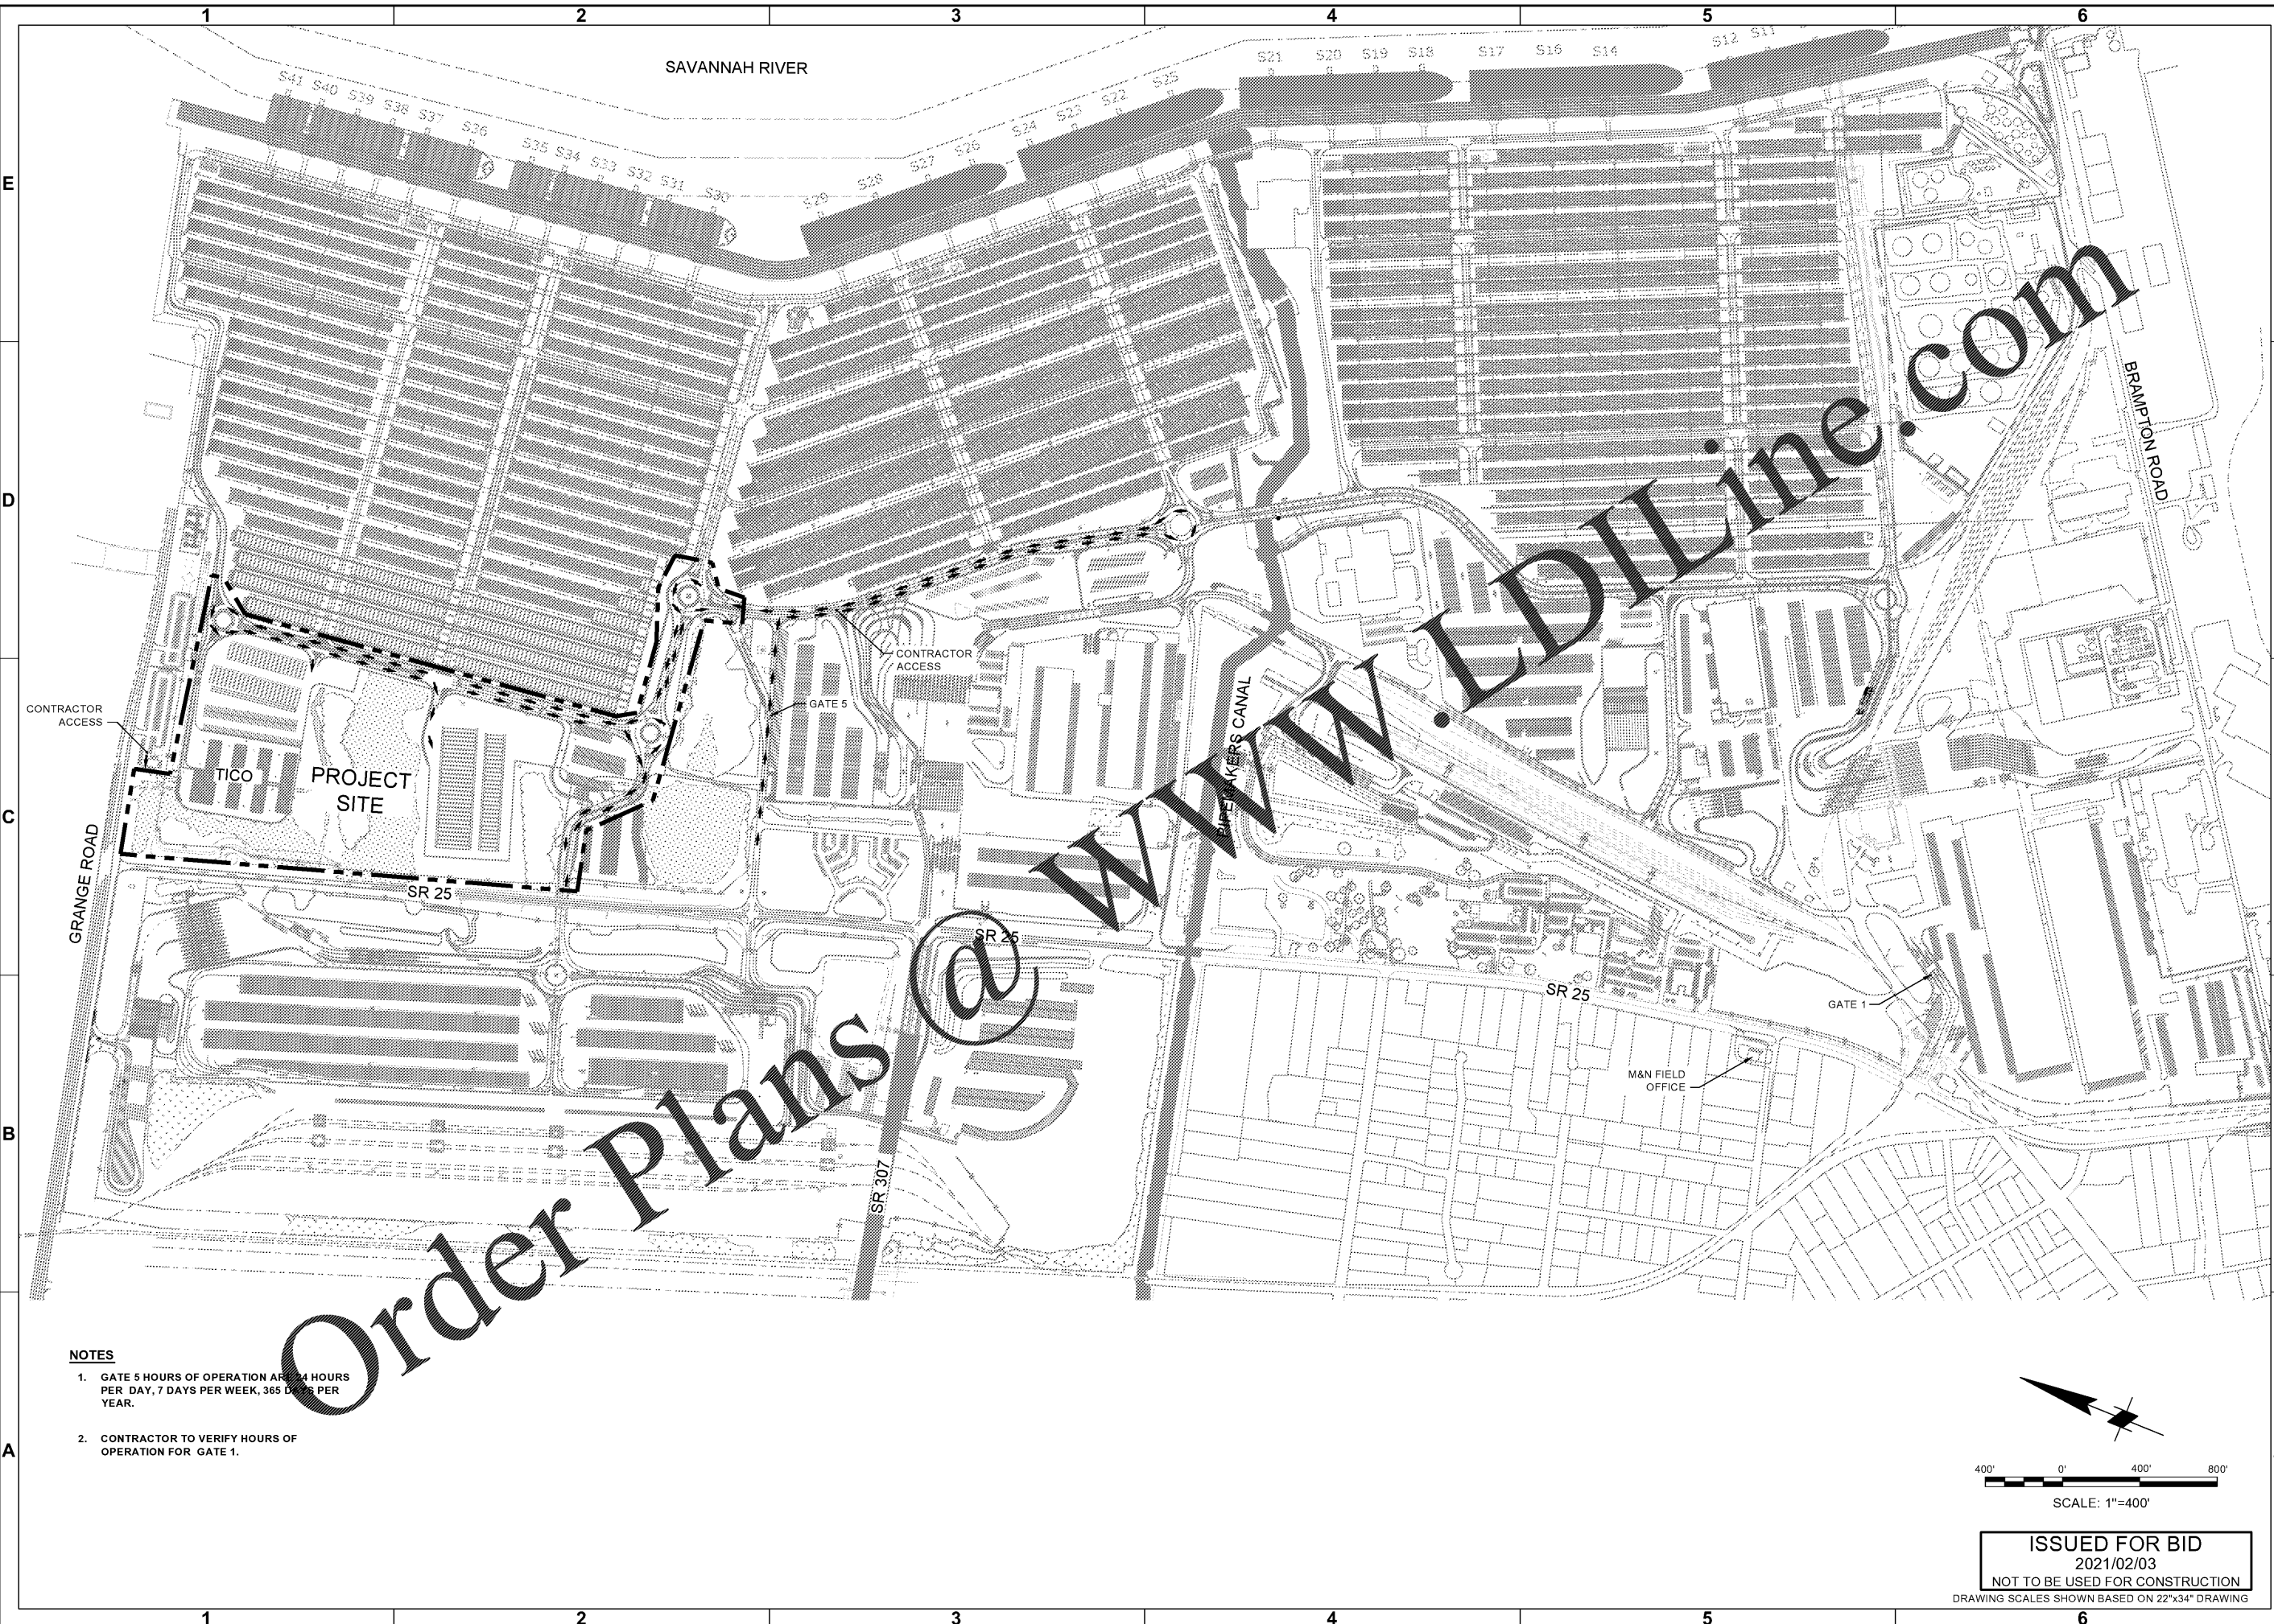 1 2 3 4 5 6
SAVANNAH RIVER
S41 S40 S39 S38 S37 S36
S35 S34 S33 S32 S31 S30
S29 S28 S27 S26
S24 S23 S22 S25
S21 S20 S19 S18 S17 S16 S14
S12 S11
E
D
C
B
A
BRAMPTON ROAD
CONTRACTOR
ACCESS
GATE 5
CONTRACTOR
ACCESS
TICO
PROJECT
SITE
PIPEMAKERS CANAL
GRANGE ROAD
SR 25
SR 25
SR 25
GATE 1
M&N FIELD
OFFICE
SR 307
Order Plans @ WWW.LDILine.com
NOTES
1. GATE 5 HOURS OF OPERATION ARE 24 HOURS
PER DAY, 7 DAYS PER WEEK, 365 DAYS PER
YEAR.
2. CONTRACTOR TO VERIFY HOURS OF
OPERATION FOR GATE 1.
400' 0' 400' 800'
SCALE: 1"=400'
ISSUED FOR BID
2021/02/03
NOT TO BE USED FOR CONSTRUCTION
DRAWING SCALES SHOWN BASED ON 22"x34" DRAWING
1 2 3 4 5 6